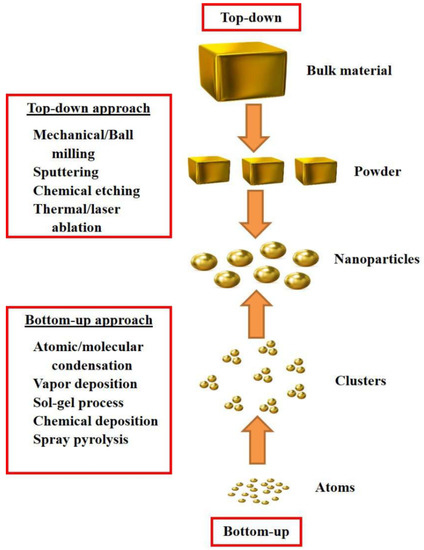 Top-down
Bulk material
Top-down approach
Mechanical/Ball
milling
Sputtering
Chemical etching
Thermal/laser
ablation
Powder
Nanoparticles
Bottom-up approach
Atomic/molecular
condensation
Vapor deposition
Sol-gel process
Chemical deposition
Spray pyrolysis
Clusters
Atoms
Bottom-up